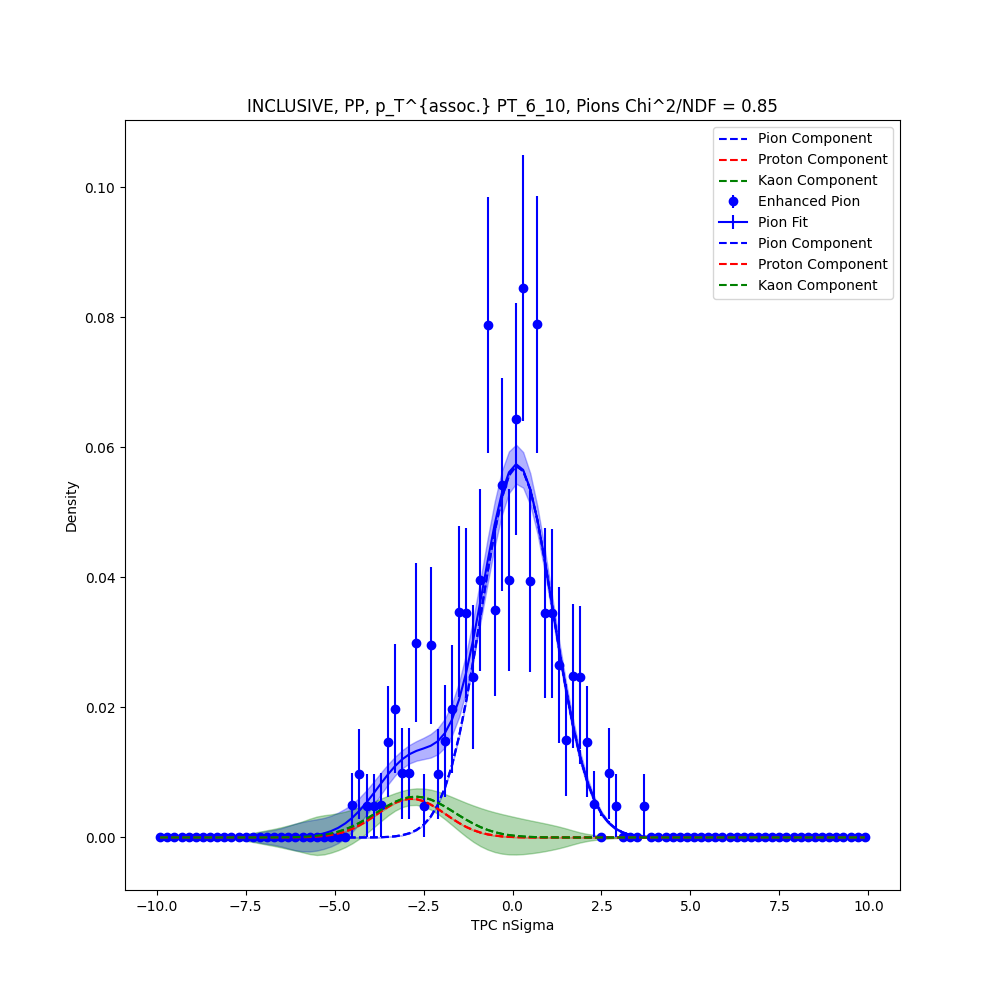 INCLUSIVE, PP, p_T^{assoc.} PT_6_10, Pions Chi^2/NDF = 0.85
Pion Component
Proton Component
Kaon Component
Enhanced Pion
Pion Fit
Pion Component
Proton Component
Kaon Component
0.10
0.08
0.06
0.04
0.02
0.00
Density
−10.0 −7.5 −5.0 −2.5 0.0 2.5 5.0 7.5 10.0
TPC nSigma